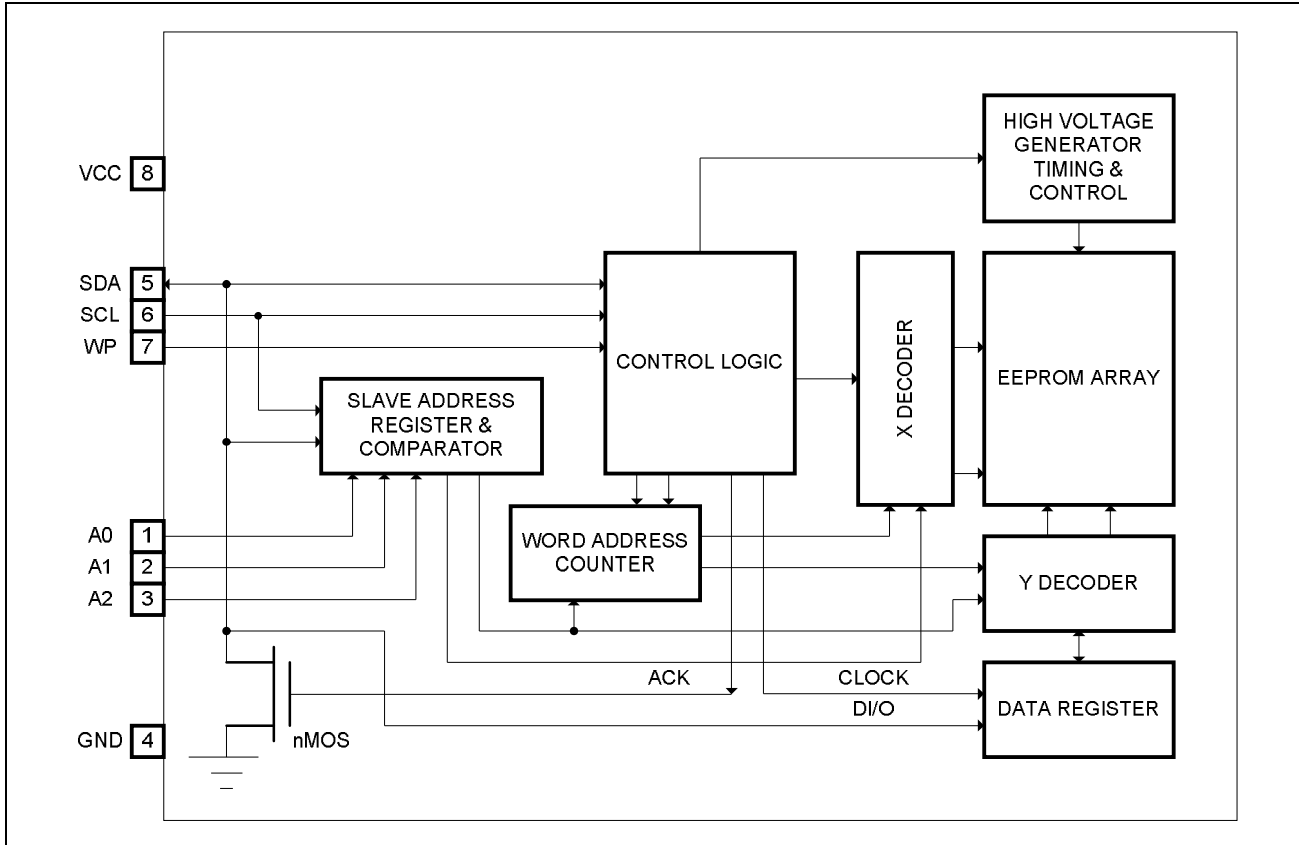 HIGH VOLTAGE
GENERATOR
TIMING &
CONTROL
VCC 8
SDA 5
SCL 6
WP 7
CONTROL LOGIC
X DECODER
EEPROM ARRAY
SLAVE ADDRESS
REGISTER &
COMPARATOR
A0 1
A1 2
A2 3
WORD ADDRESS
COUNTER
Y DECODER
ACK
CLOCK
DI/O
DATA REGISTER
GND 4
nMOS